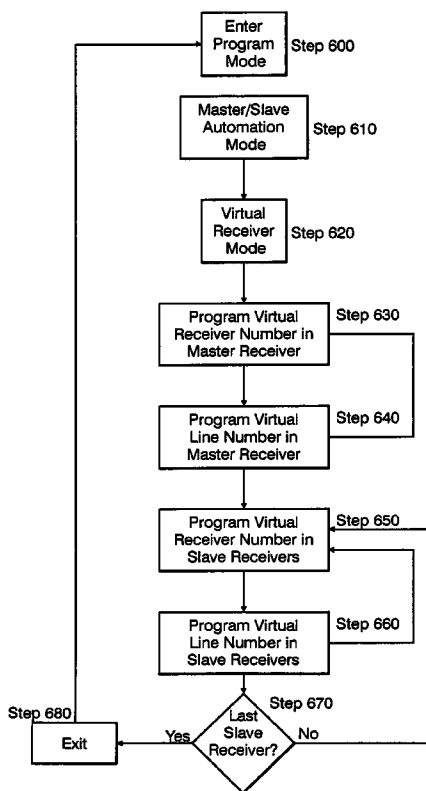 Enter
Program
Mode
Step 600
Master/Slave
Automation
Mode
Step 610
Virtual
Receiver
Mode
Step 620
Program Virtual
Receiver Number in
Master Receiver
Step 630
Program Virtual
Line Number in
Master Receiver
Step 640
Program Virtual
Receiver Number in
Slave Receivers
Step 650
Program Virtual
Line Number in
Slave Receivers
Step 660
Step 670
Last
Slave
Receiver?
Yes
No
Step 680
Exit